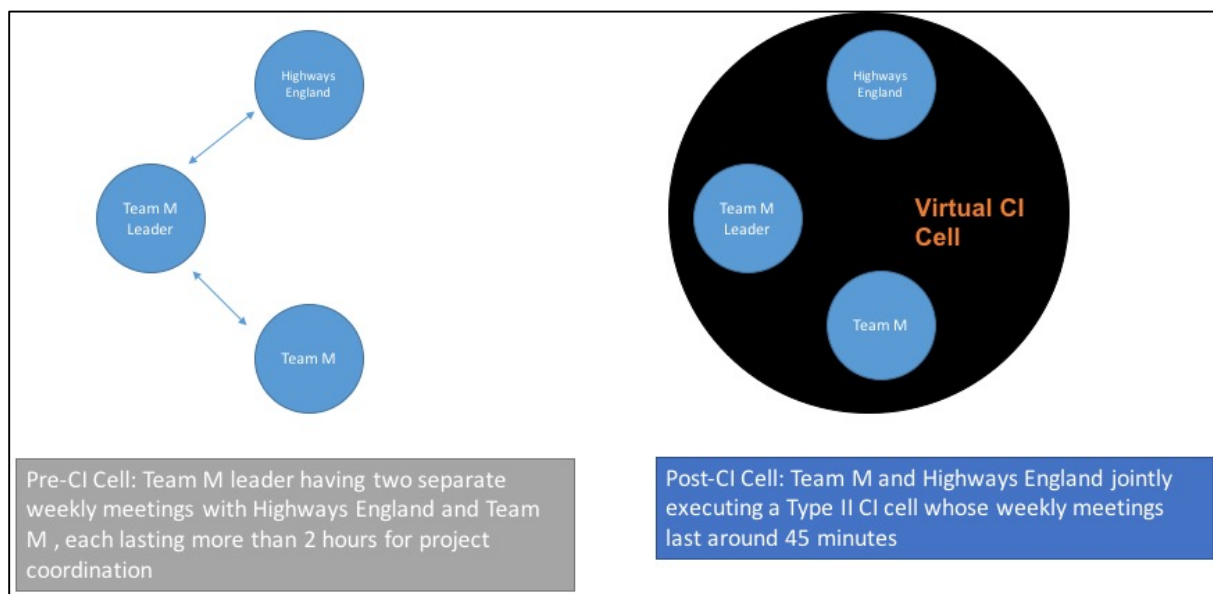 Highways
England
Team M
Leader
Team M
Highways
England
Team M
Leader
Virtual CI
Cell
Team M
Pre-CI Cell: Team M leader having two separate
weekly meetings with Highways England and Team
M , each lasting more than 2 hours for project
coordination
Post-CI Cell: Team M and Highways England jointly
executing a Type II CI cell whose weekly meetings
last around 45 minutes